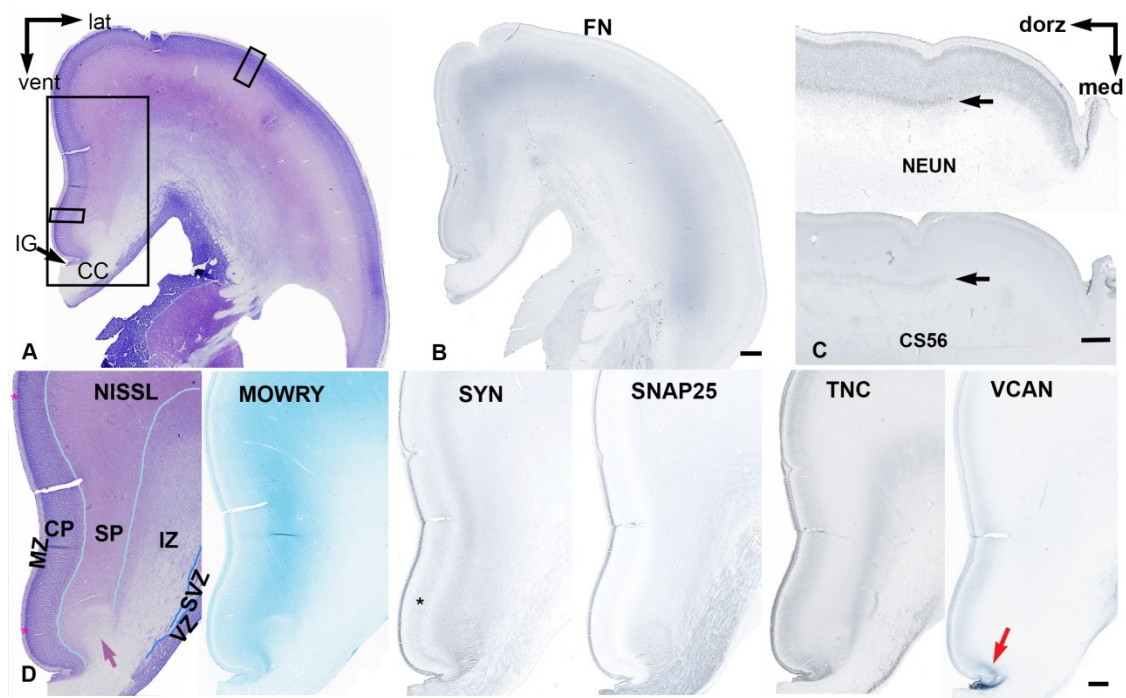 lat
vent
IG
CC
A
FN
B
dorz
med
NEUN
CS56
C
NISSL
MZ
CP
SP
IZ
VZ
SVZ
D
MOWRY
SYN
*
SNAP25
TNC
VCAN